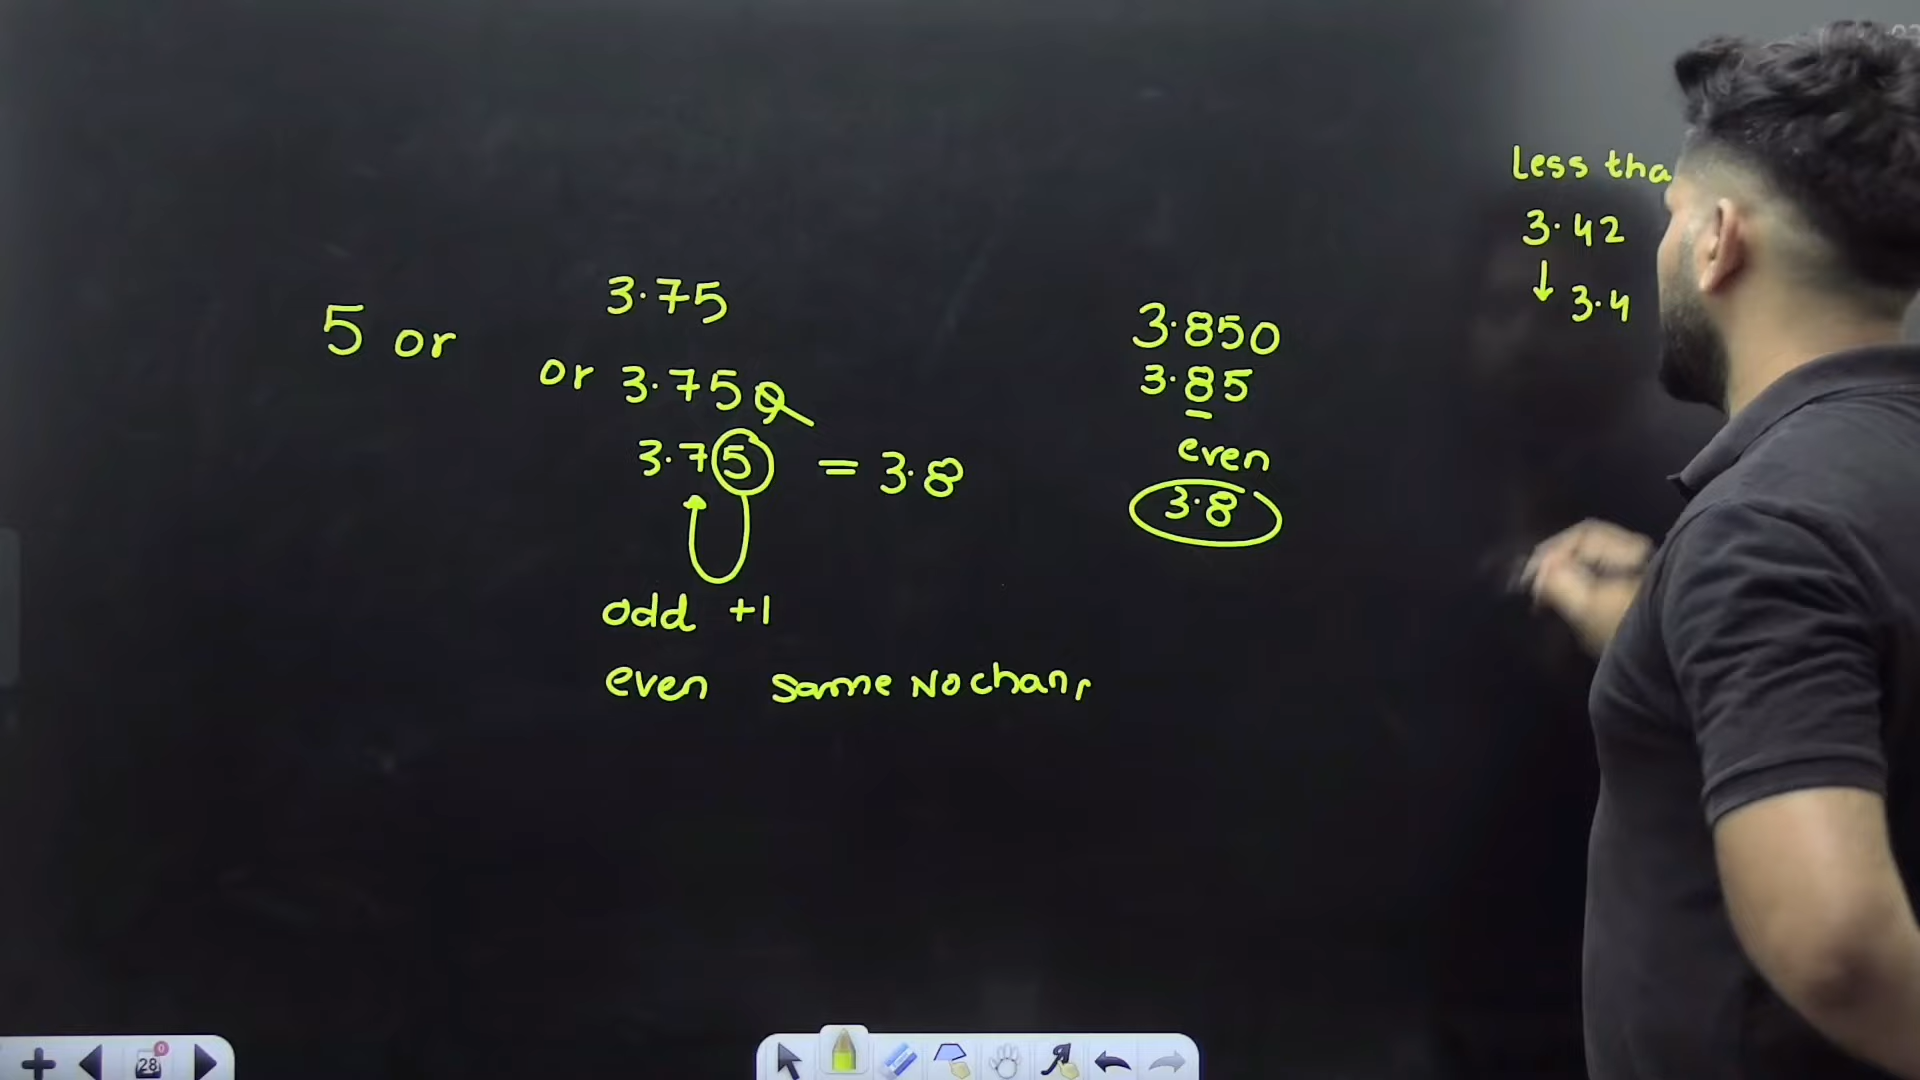 5 or
3.75
or 3.750
3.75 = 3.8
odd +1
even same No chan
3.850
3.85
even
3.8
Less tha
3.42
↓ 3.4
28